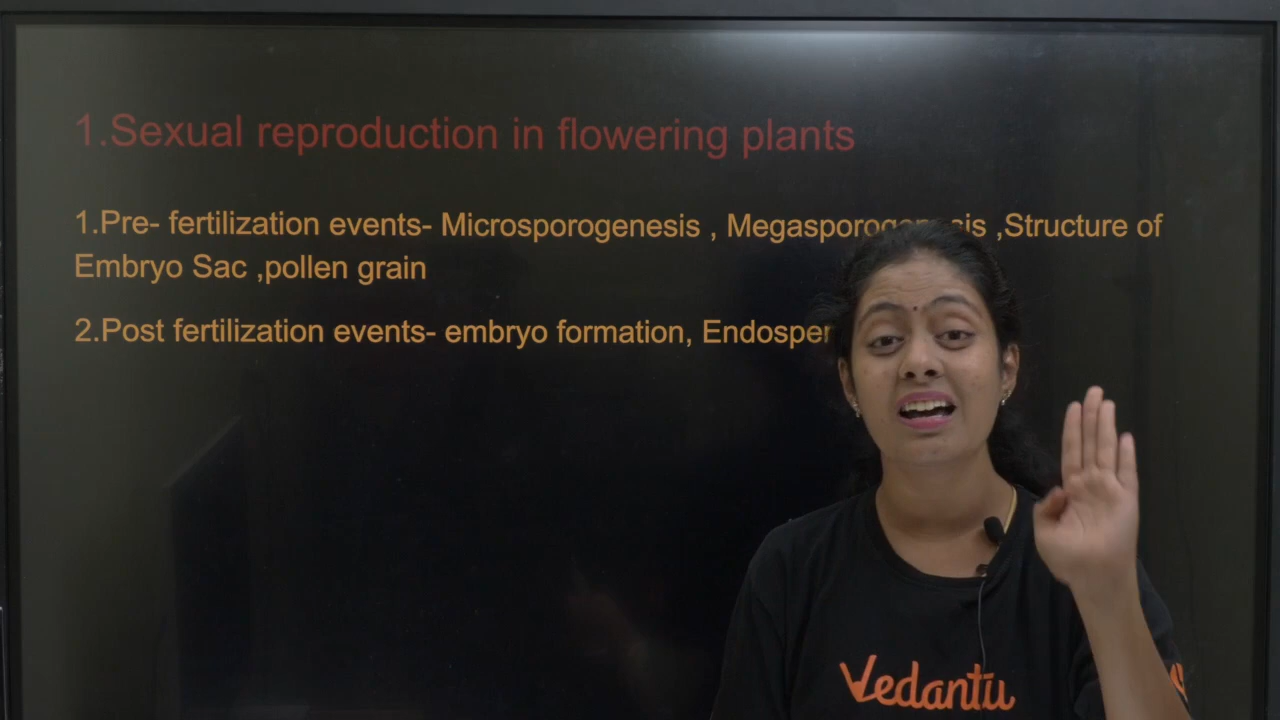 1.Sexual reproduction in flowering plants
1.Pre- fertilization events- Microsporogenesis , ,Structure of
Embryo Sac ,pollen grain
2.Post fertilization events- embryo formation,
Vedantu